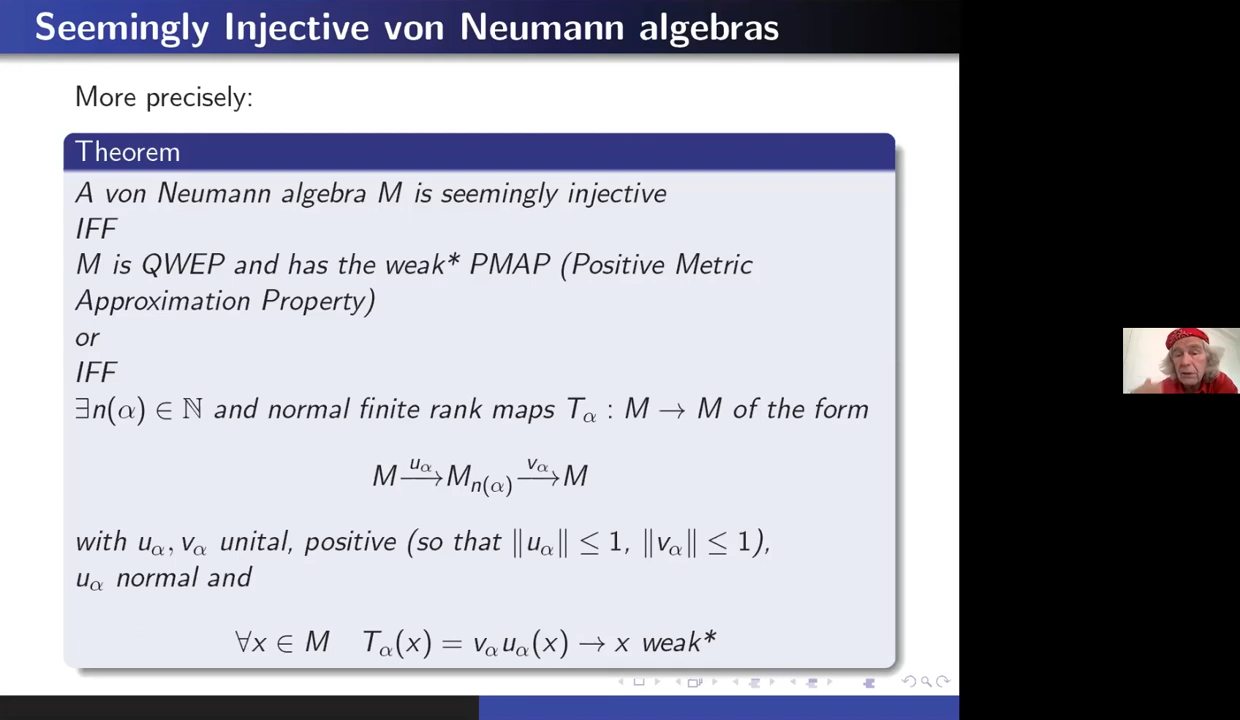 Seemingly Injective von Neumann algebras
More precisely:
Theorem
A von Neumann algebra M is seemingly injective
IFF
M is QWEP and has the weak* PMAP (Positive Metric
Approximation Property)
or
IFF
∃n(α) ∈ ℕ and normal finite rank maps T_α : M → M of the form
M \xrightarrow{u_α} M_{n(α)} \xrightarrow{v_α} M
with u_α, v_α unital, positive (so that ‖u_α‖ ≤ 1, ‖v_α‖ ≤ 1),
u_α normal and
∀x ∈ M T_α(x) = v_α u_α(x) → x weak*